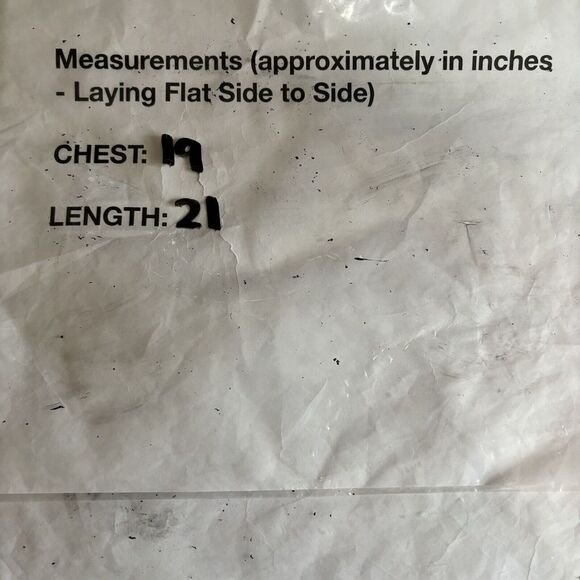 Measurements (approximately in inches
- Laying Flat Side to Side)
CHEST: 19
LENGTH: 21